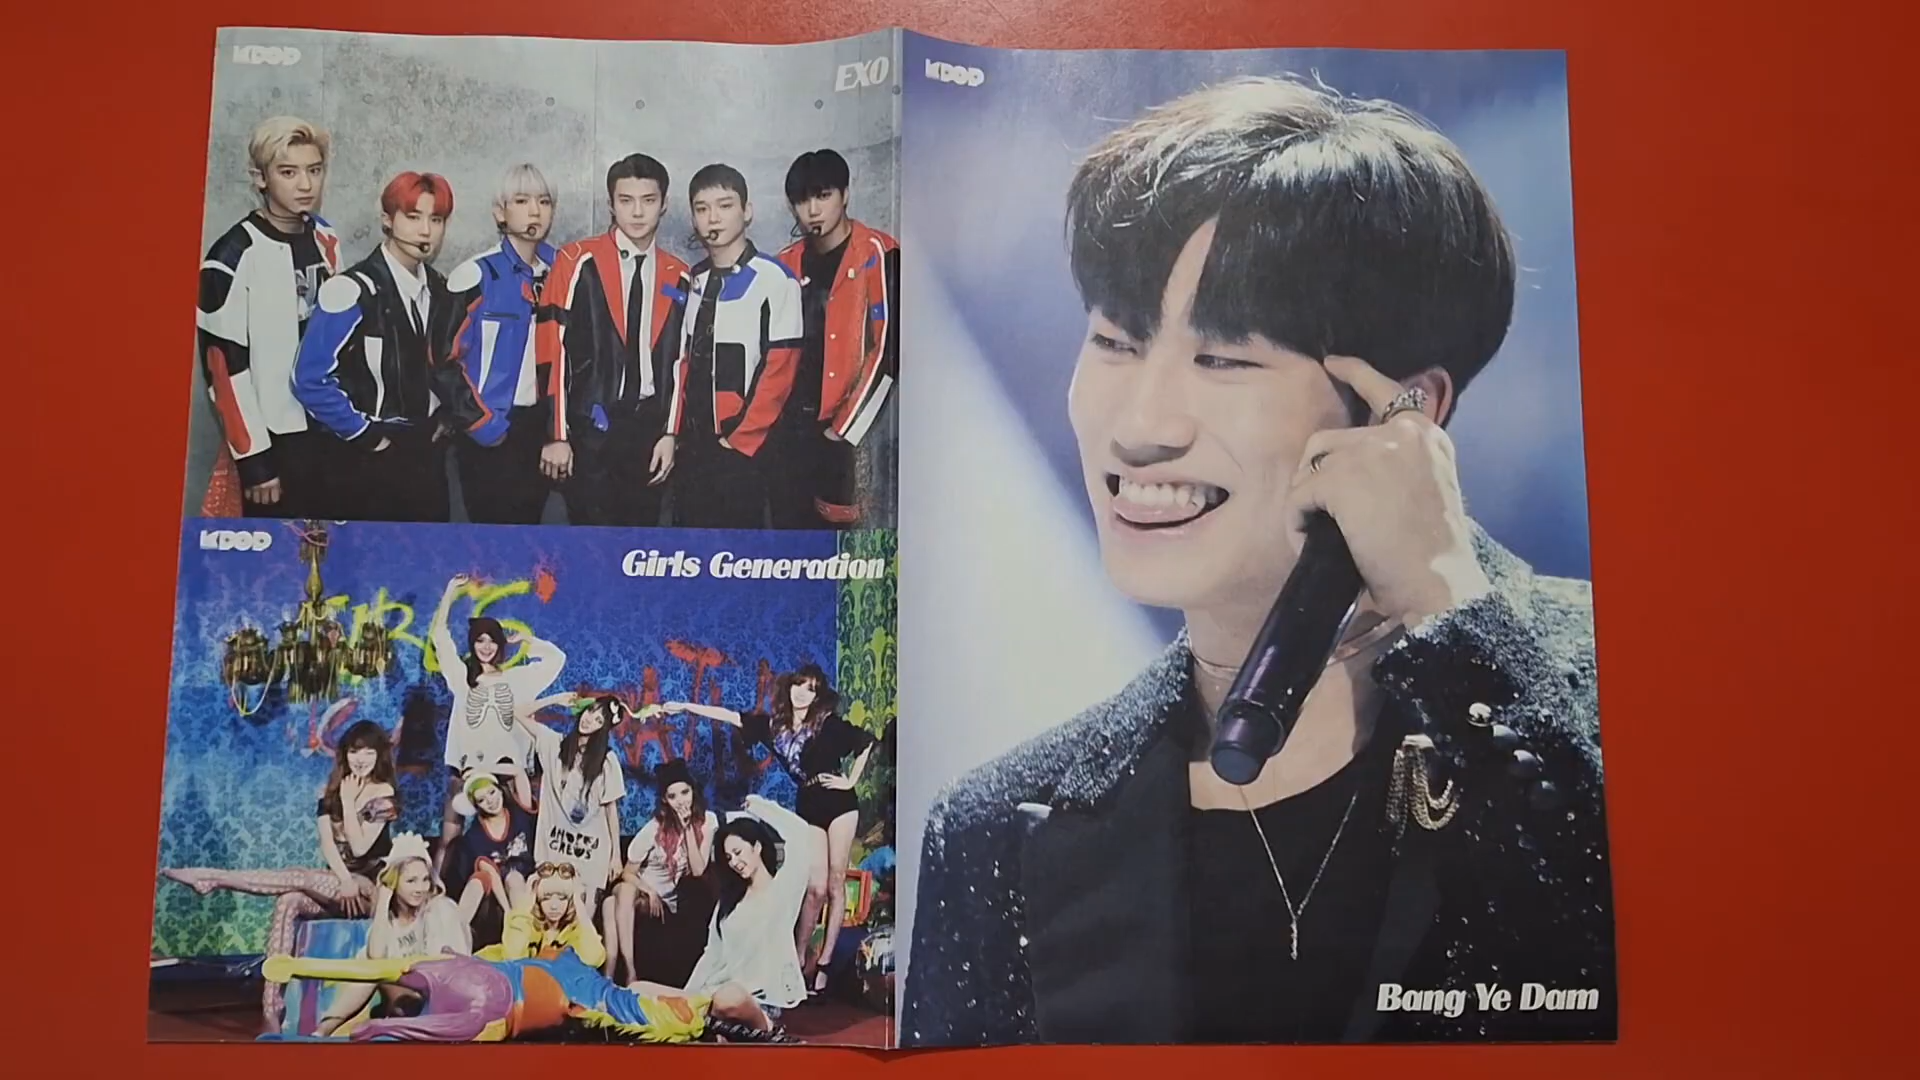 KPOP
EXO
KPOP
Girls Generation
KPOP
Bang Ye Dam